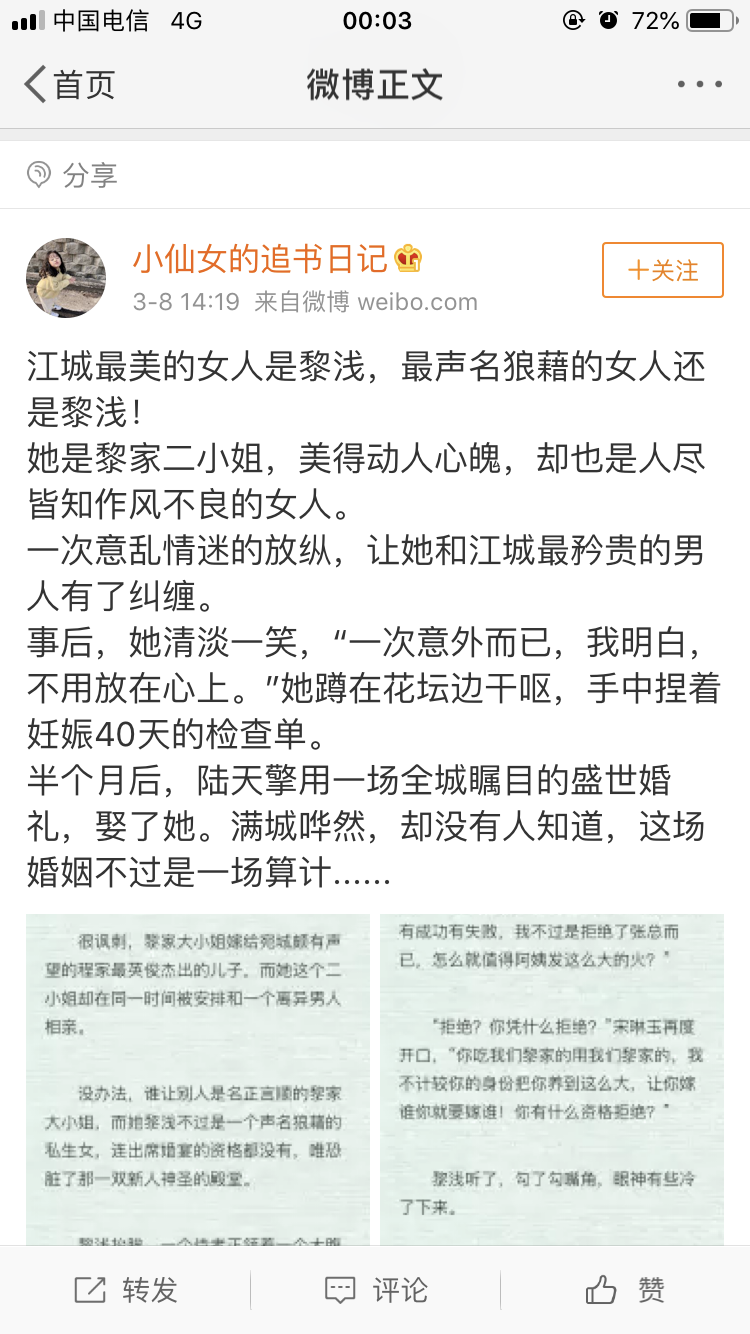 中国电信 4G 00:03 72%
首页 微博正文
分享
小仙女的追书日记
3-8 14:19 来自微博 weibo.com
+关注
江城最美的女人是黎浅，最声名狼藉的女人还
是黎浅！
她是黎家二小姐，美得动人心魄，却也是人尽
皆知作风不良的女人。
一次意乱情迷的放纵，让她和江城最矜贵的男
人有了纠缠。
事后，她清淡一笑，“一次意外而已，我明白，
不用放在心上。”她蹲在花坛边干呕，手中捏着
妊娠40天的检查单。
半个月后，陆天擎用一场全城瞩目的盛世婚
礼，娶了她。满城哗然，却没有人知道，这场
婚姻不过是一场算计……
很讽刺，黎家大小姐嫁给宛城颇有声
望的程家最英俊杰出的儿子，而她这个二
小姐却在同一时间被安排和一个离异男人
相亲。
没办法，谁让别人是名正言顺的黎家
大小姐，而她黎浅不过是一个声名狼藉的
私生女，连出席婚宴的资格都没有，唯恐
脏了那一双新人神圣的殿堂。
有成功有失败，我不过是拒绝了张总而
已，怎么就值得阿姨发这么大的火？”
“拒绝？你凭什么拒绝？”宋琳玉再度
开口，“你吃我们黎家的用我们黎家的，我
不计较你的身份把你养到这么大，让你嫁
谁你就要嫁谁！你有什么资格拒绝？”
黎浅听了，勾了勾嘴角，眼神有些冷
了下来。
转发 评论 赞